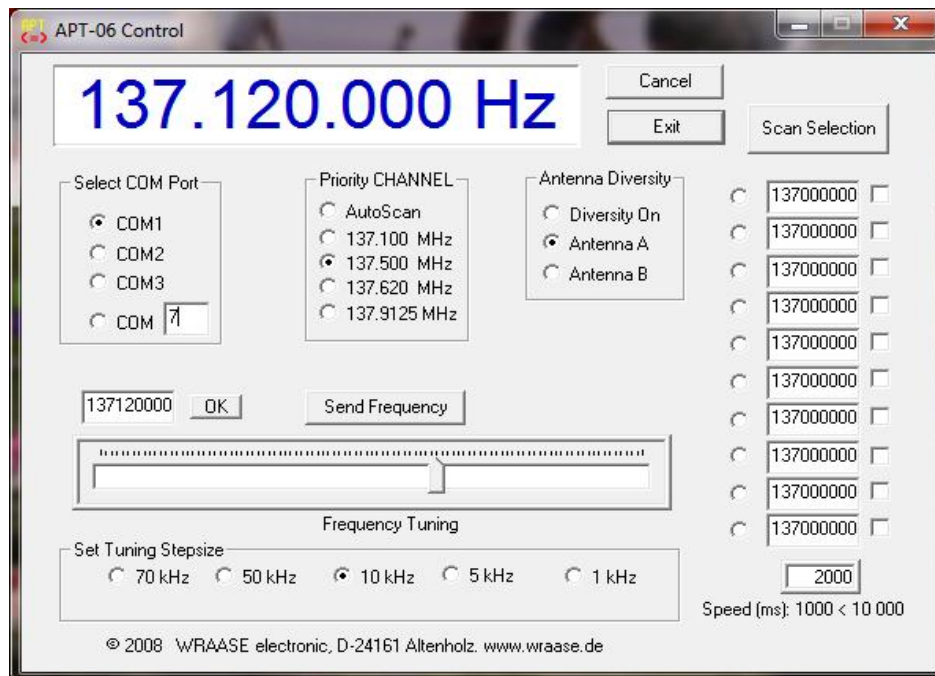 APT-06 Control
137.120.000 Hz
Cancel
Exit
Scan Selection
Select COM Port
COM1
COM2
COM3
COM 7
Priority CHANNEL
AutoScan
137.100 MHz
137.500 MHz
137.620 MHz
137.9125 MHz
Antenna Diversity
Diversity On
Antenna A
Antenna B
137000000
137000000
137000000
137000000
137000000
137000000
137000000
137000000
137000000
137000000
137120000 OK
Send Frequency
Frequency Tuning
Set Tuning Stepsize
70 kHz 50 kHz 10 kHz 5 kHz 1 kHz
2000
Speed (ms): 1000 < 10 000
© 2008 WRAASE electronic, D-24161 Altenholz. www.wraase.de